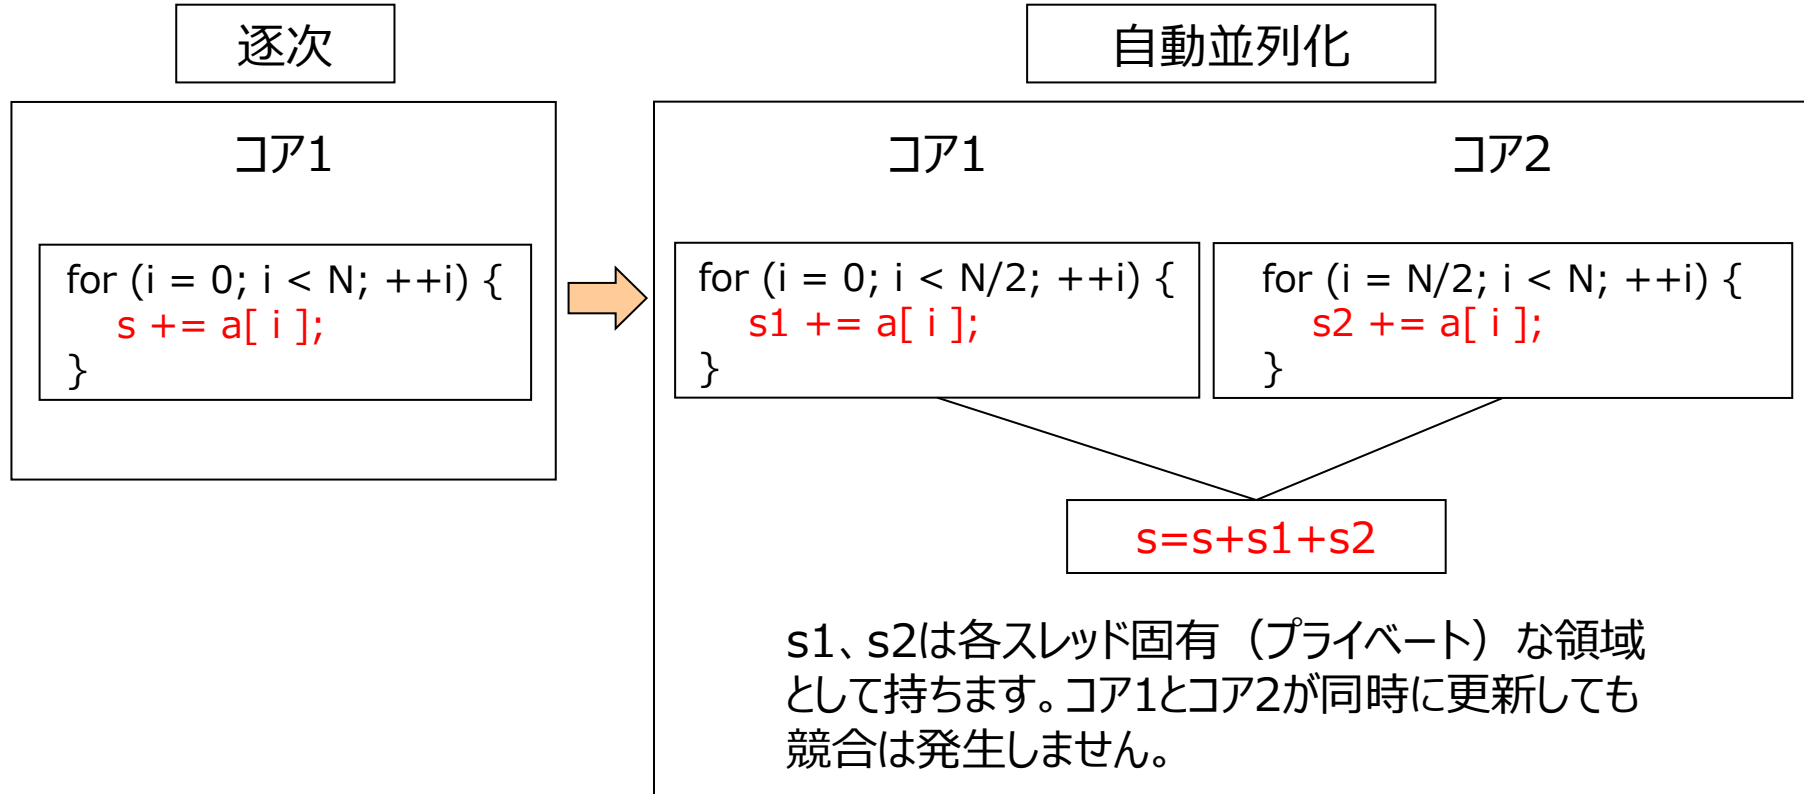 逐次
コア1
for (i = 0; i < N; ++i) {
s += a[ i ];
}
自動並列化
コア1
for (i = 0; i < N/2; ++i) {
s1 += a[ i ];
}
コア2
for (i = N/2; i < N; ++i) {
s2 += a[ i ];
}
s=s+s1+s2
s1、s2は各スレッド固有（プライベート）な領域
として持ちます。コア1とコア2が同時に更新しても
競合は発生しません。